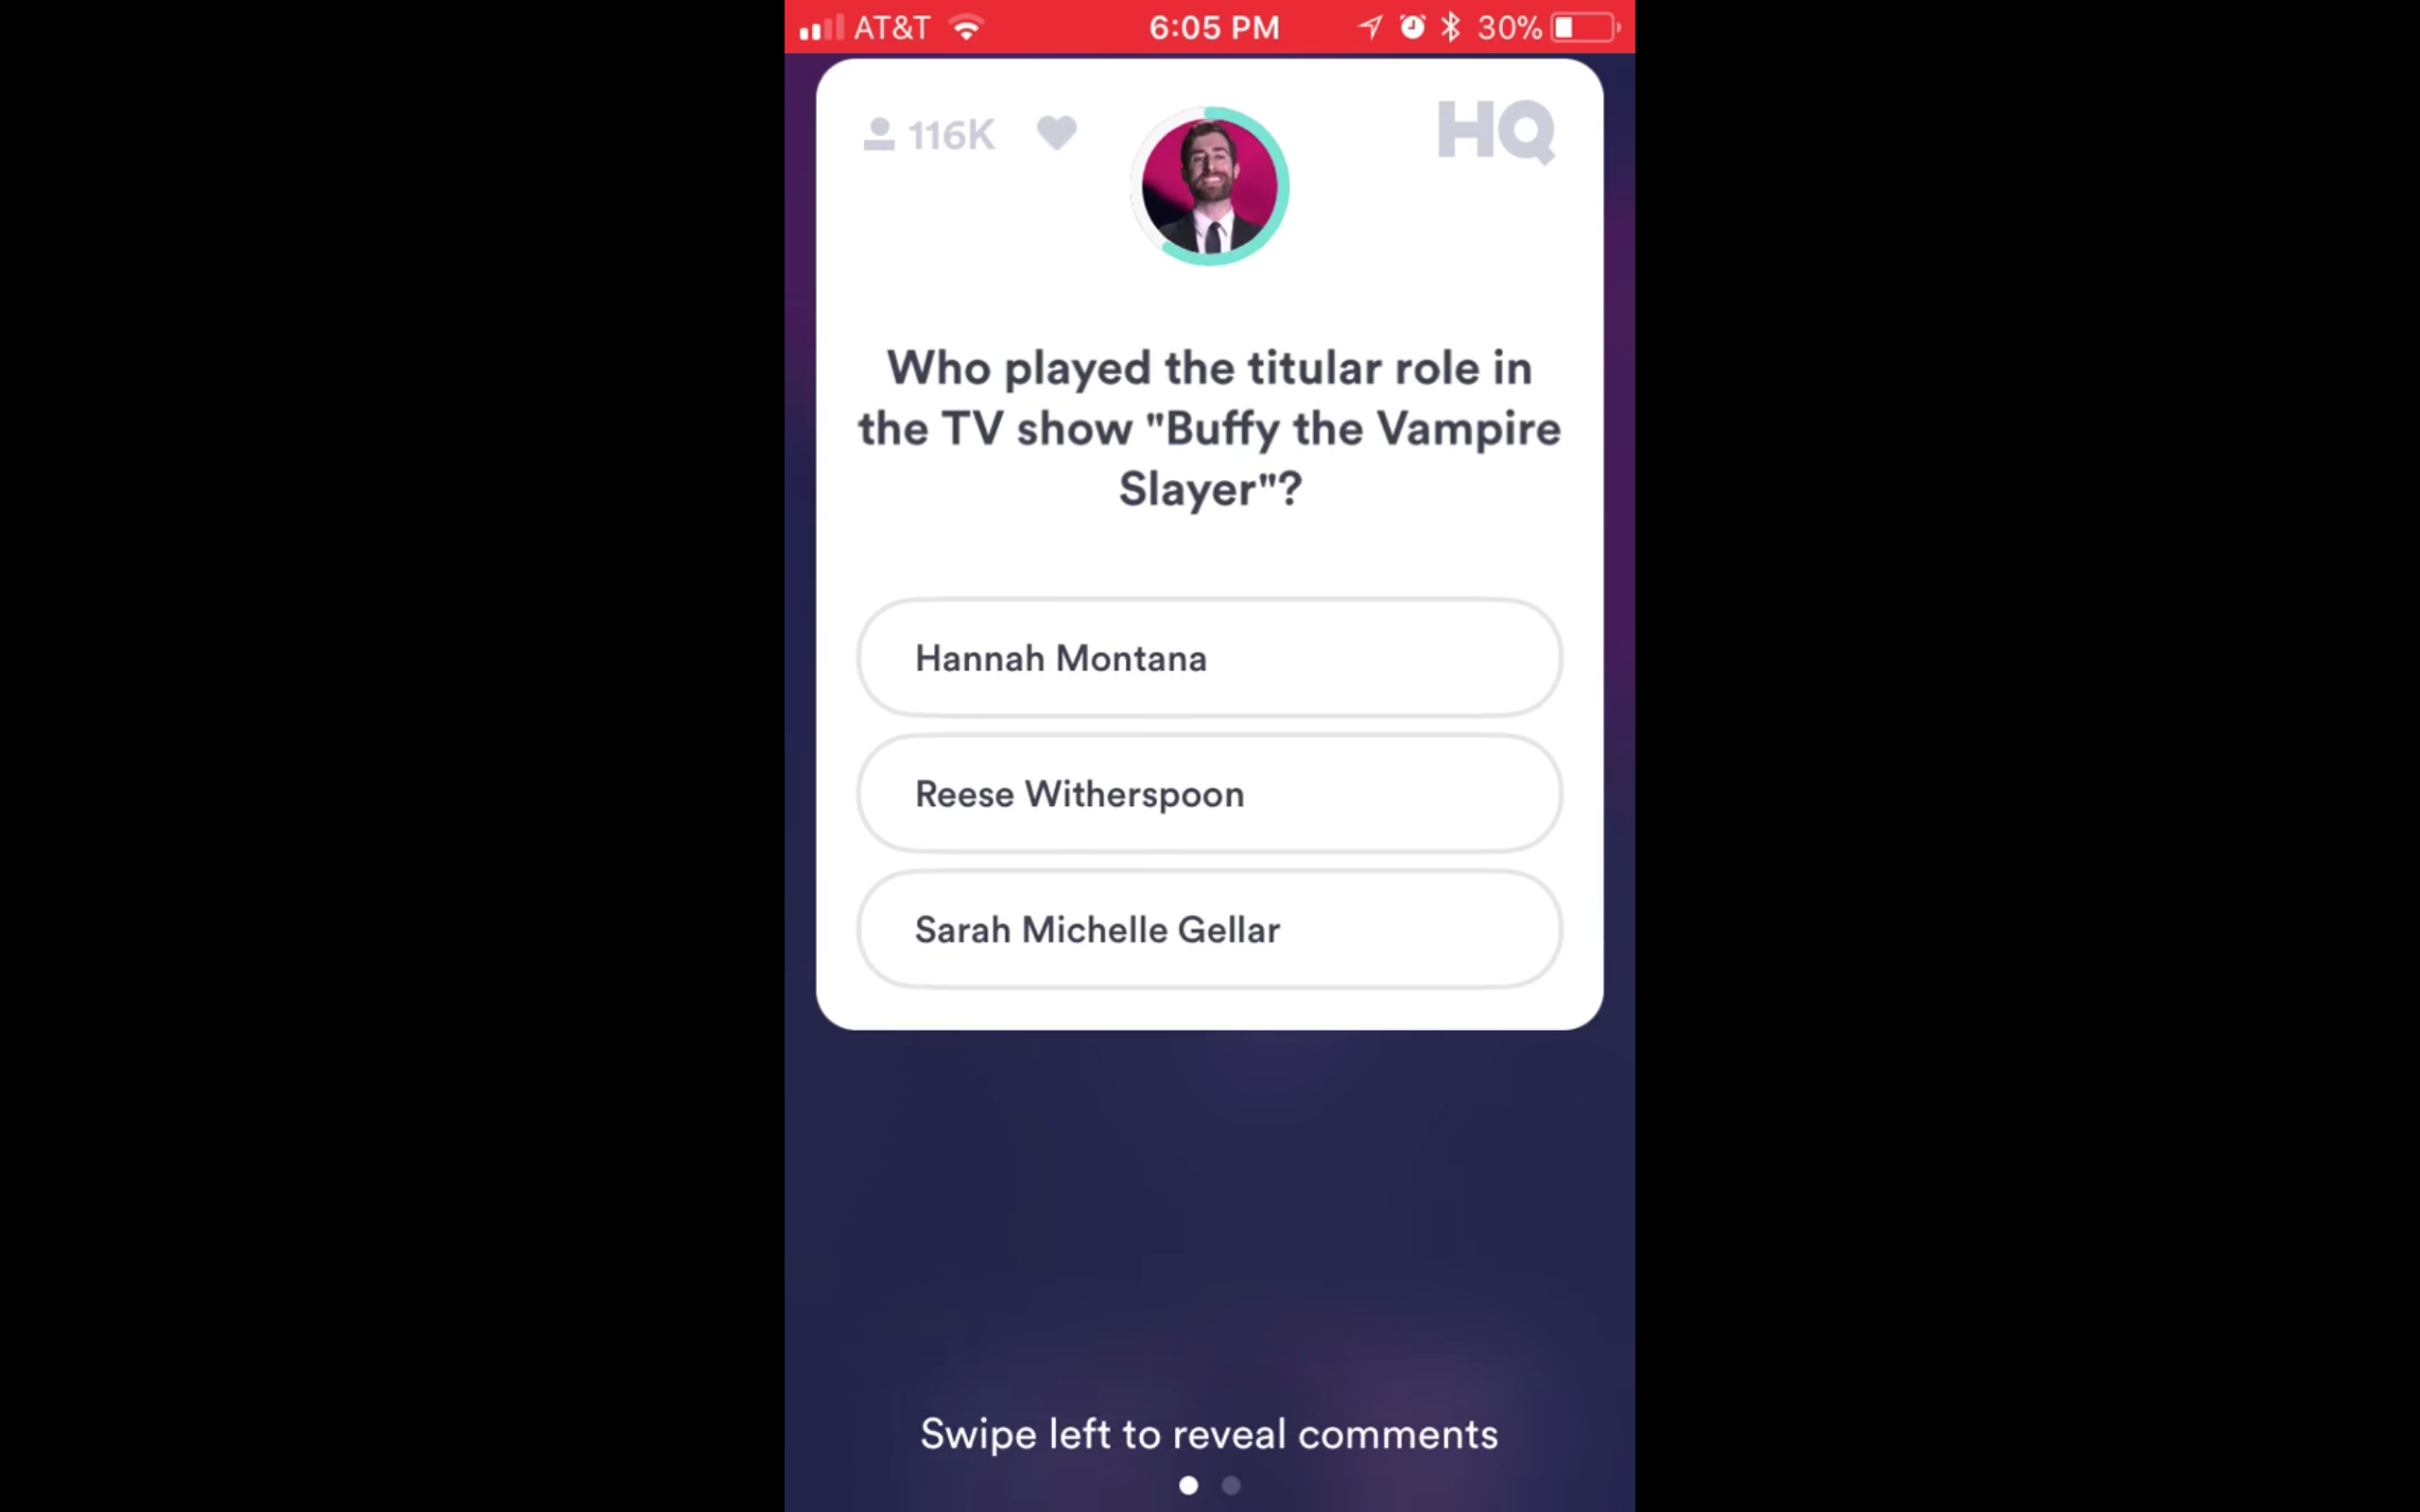 AT&T 6:05 PM 30%
116K HQ
Who played the titular role in
the TV show "Buffy the Vampire
Slayer"?
Hannah Montana
Reese Witherspoon
Sarah Michelle Gellar
Swipe left to reveal comments